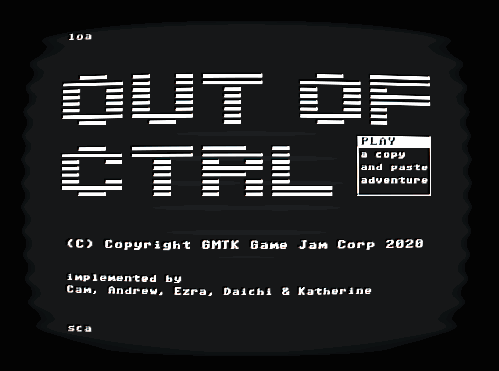 loa
OUT OF
CTRL
PLAY
a copy
and paste
adventure
(C) Copyright GMTK Game Jam Corp 2020
implemented by
Cam, Andrew, Ezra, Daichi & Katherine
sca